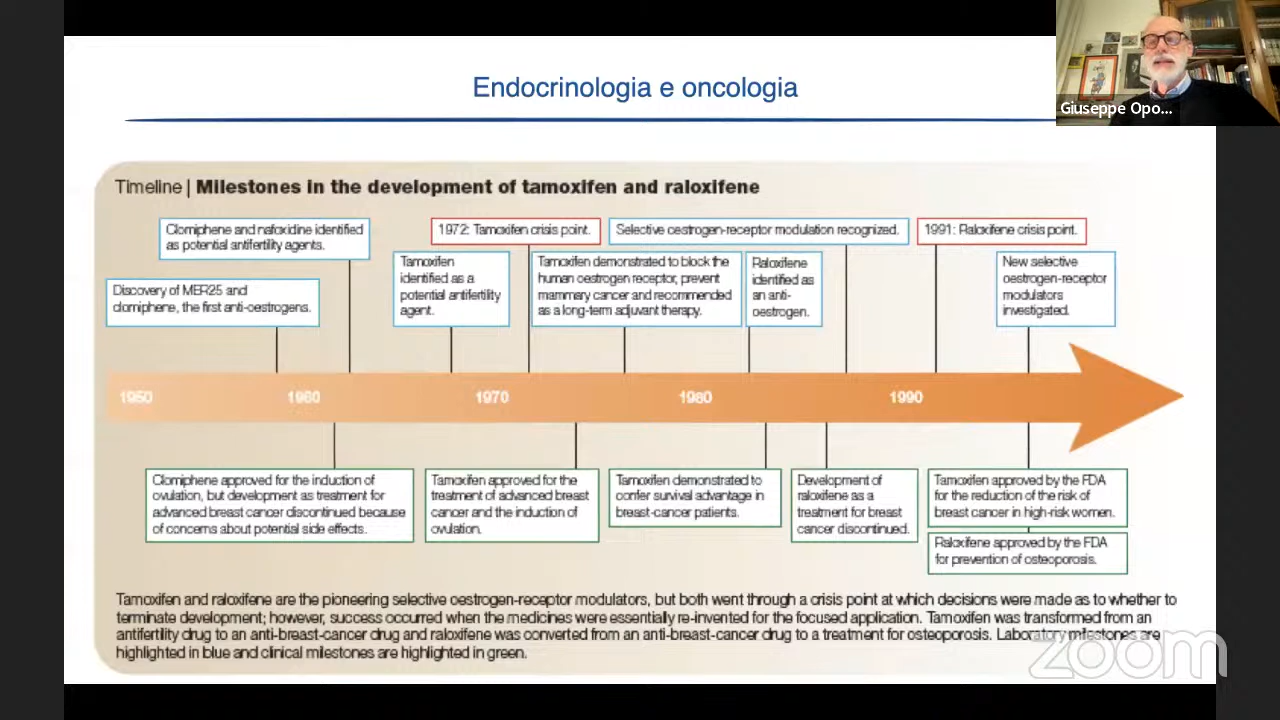 Endocrinologia e oncologia
Giuseppe Opo...
Timeline | Milestones in the development of tamoxifen and raloxifene
Clomiphene and nafoxidine identified
as potential antifertility agents.
1972: Tamoxifen crisis point.
Selective oestrogen-receptor modulation recognized.
1991: Raloxifene crisis point.
Discovery of MER25 and
clomiphene, the first anti-oestrogens.
Tamoxifen
identified as a
potential antifertility
agent.
Tamoxifen demonstrated to block the
human oestrogen receptor, prevent
mammary cancer and recommended
as a long-term adjuvant therapy.
Raloxifene
identified as
an anti-
oestrogen.
New selective
oestrogen-receptor
modulators
investigated.
1950
1960
1970
1980
1990
Clomiphene approved for the induction of
ovulation, but development as treatment for
advanced breast cancer discontinued because
of concerns about potential side effects.
Tamoxifen approved for the
treatment of advanced breast
cancer and the induction of
ovulation.
Tamoxifen demonstrated to
confer survival advantage in
breast-cancer patients.
Development of
raloxifene as a
treatment for breast
cancer discontinued.
Tamoxifen approved by the FDA
for the reduction of the risk of
breast cancer in high-risk women.
Raloxifene approved by the FDA
for prevention of osteoporosis.
Tamoxifen and raloxifene are the pioneering selective oestrogen-receptor modulators, but both went through a crisis point at which decisions were made as to whether to
terminate development; however, success occurred when the medicines were essentially re-invented for the focused application. Tamoxifen was transformed from an
antifertility drug to an anti-breast-cancer drug and raloxifene was converted from an anti-breast-cancer drug to a treatment for osteoporosis. Laboratory milestones are
highlighted in blue and clinical milestones are highlighted in green.
zoom